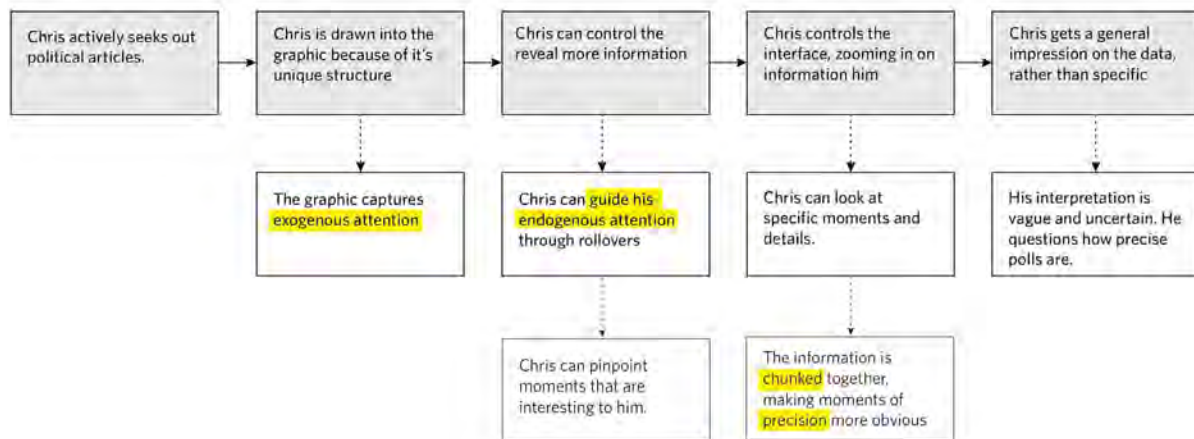 Chris actively seeks out
political articles.
Chris is drawn into the
graphic because of it's
unique structure
Chris can control the
reveal more information
Chris controls the
interface, zooming in on
information him
Chris gets a general
impression on the data,
rather than specific
The graphic captures
exogenous attention
Chris can guide his
endogenous attention
through rollovers
Chris can look at
specific moments and
details.
His interpretation is
vague and uncertain. He
questions how precise
polls are.
Chris can pinpoint
moments that are
interesting to him.
The information is
chunked together,
making moments of
precision more obvious